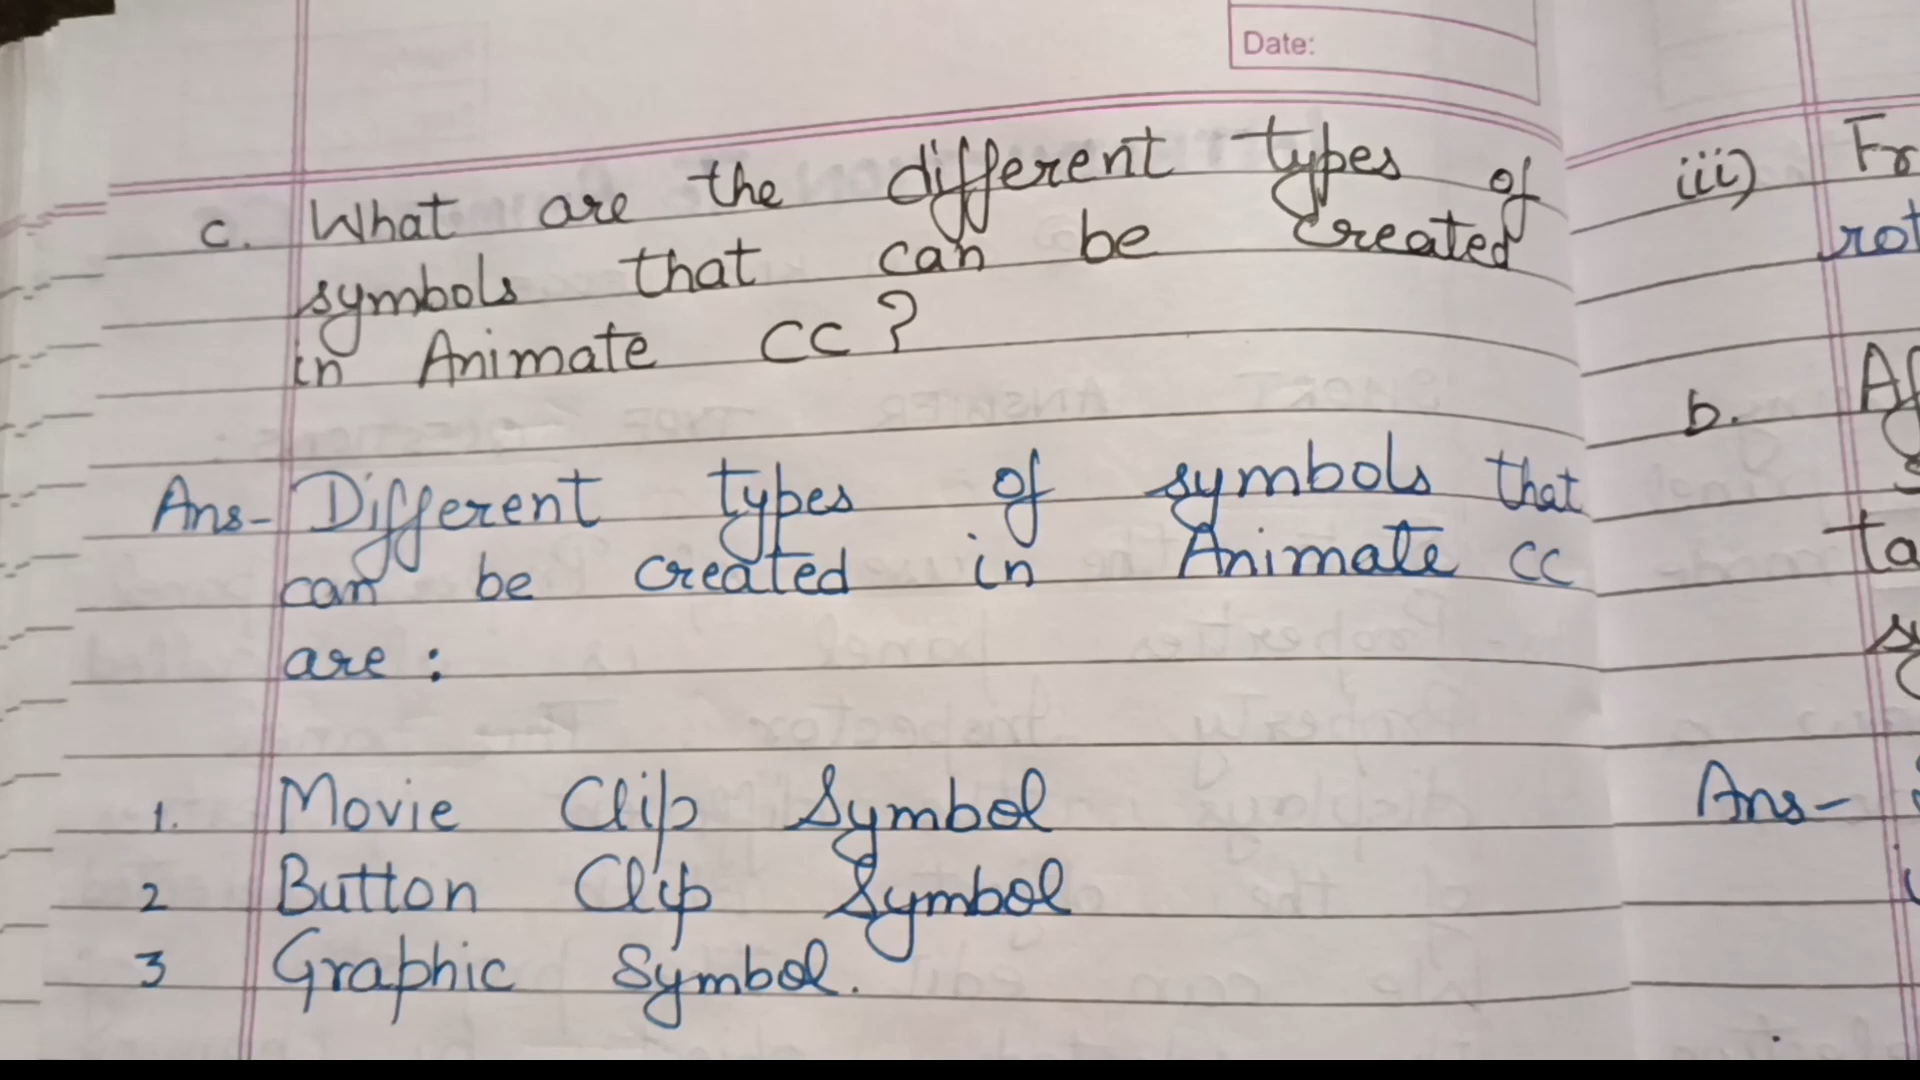 Date:
c. What are the different types of
symbols that can be created
in Animate CC?
Ans- Different types of symbols that
can be created in Animate CC
are :
1. Movie Clip Symbol
2 Button Clip Symbol
3 Graphic Symbol.
iii)
b.
Ans-